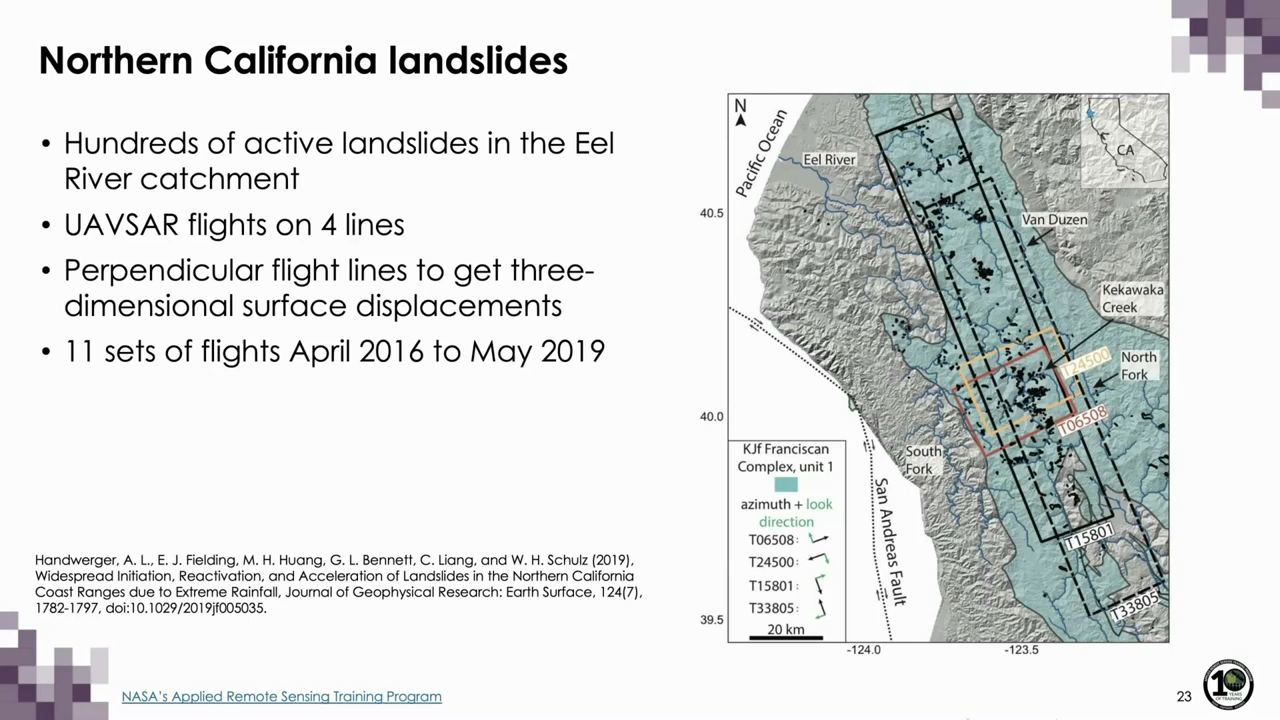 Northern California landslides
• Hundreds of active landslides in the Eel
River catchment
• UAVSAR flights on 4 lines
• Perpendicular flight lines to get three-
dimensional surface displacements
• 11 sets of flights April 2016 to May 2019
Handwerger, A. L., E. J. Fielding, M. H. Huang, G. L. Bennett, C. Liang, and W. H. Schulz (2019),
Widespread Initiation, Reactivation, and Acceleration of Landslides in the Northern California
Coast Ranges due to Extreme Rainfall, Journal of Geophysical Research: Earth Surface, 124(7),
1782-1797, doi:10.1029/2019jf005035.
N
Pacific Ocean
CA
Eel River
40.5
Van Duzen
Kekawaka
Creek
T24500
North
Fork
40.0
T06508
South
Fork
San Andreas Fault
KJf Franciscan
Complex, unit 1
azimuth + look
direction
T06508:
T24500:
T15801:
T33805:
20 km
T15801
T33805
39.5
-124.0
-123.5
NASA's Applied Remote Sensing Training Program
23
10
YEARS
OF TRAINING